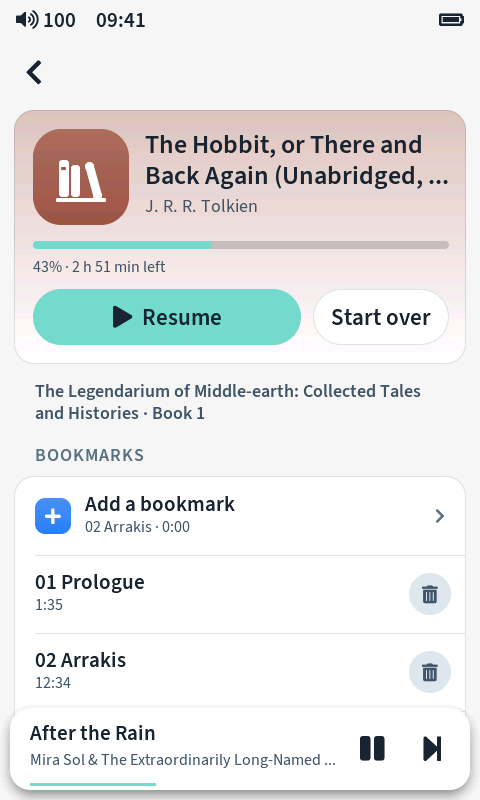 100 09:41
The Hobbit, or There and
Back Again (Unabridged, ...
J. R. R. Tolkien
43% · 2 h 51 min left
Resume
Start over
The Legendarium of Middle-earth: Collected Tales
and Histories · Book 1
BOOKMARKS
Add a bookmark
02 Arrakis · 0:00
01 Prologue
1:35
02 Arrakis
12:34
After the Rain
Mira Sol & The Extraordinarily Long-Named ...